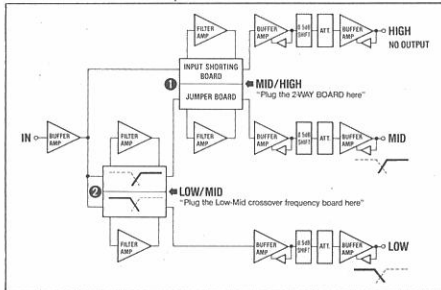 FILTER AMP
BUFFER AMP
0.5dB SHIFT
ATT.
BUFFER AMP
HIGH
NO OUTPUT
1
INPUT SHORTING BOARD
JUMPER BOARD
MID/HIGH
"Plug the 2-WAY BOARD here"
FILTER AMP
IN
BUFFER AMP
FILTER AMP
BUFFER AMP
0.5dB SHIFT
ATT.
BUFFER AMP
MID
2
LOW/MID
"Plug the Low-Mid crossover frequency board here"
FILTER AMP
BUFFER AMP
0.5dB SHIFT
ATT.
BUFFER AMP
LOW